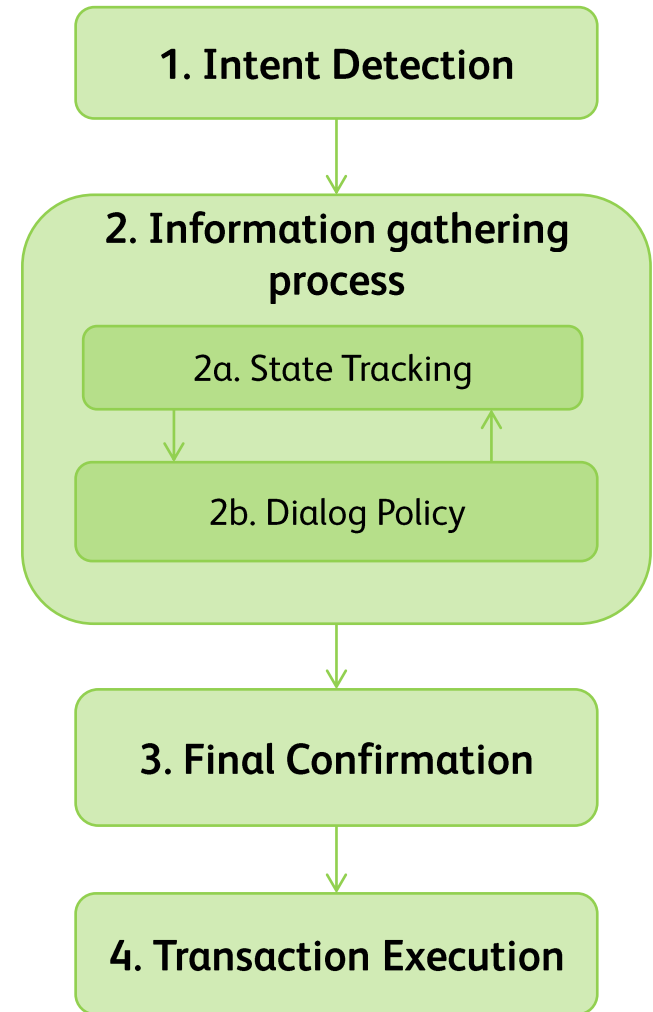 1. Intent Detection
2. Information gathering
process
2a. State Tracking
2b. Dialog Policy
3. Final Confirmation
4. Transaction Execution